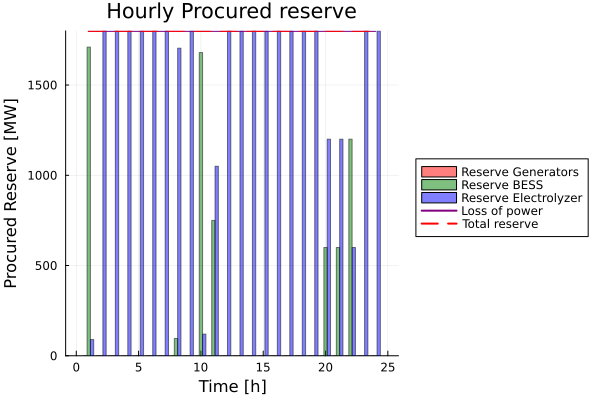 Hourly Procured reserve
Procured Reserve [MW]
1500
1000
500
0
0 5 10 15 20 25
Time [h]
Reserve Generators
Reserve BESS
Reserve Electrolyzer
Loss of power
Total reserve